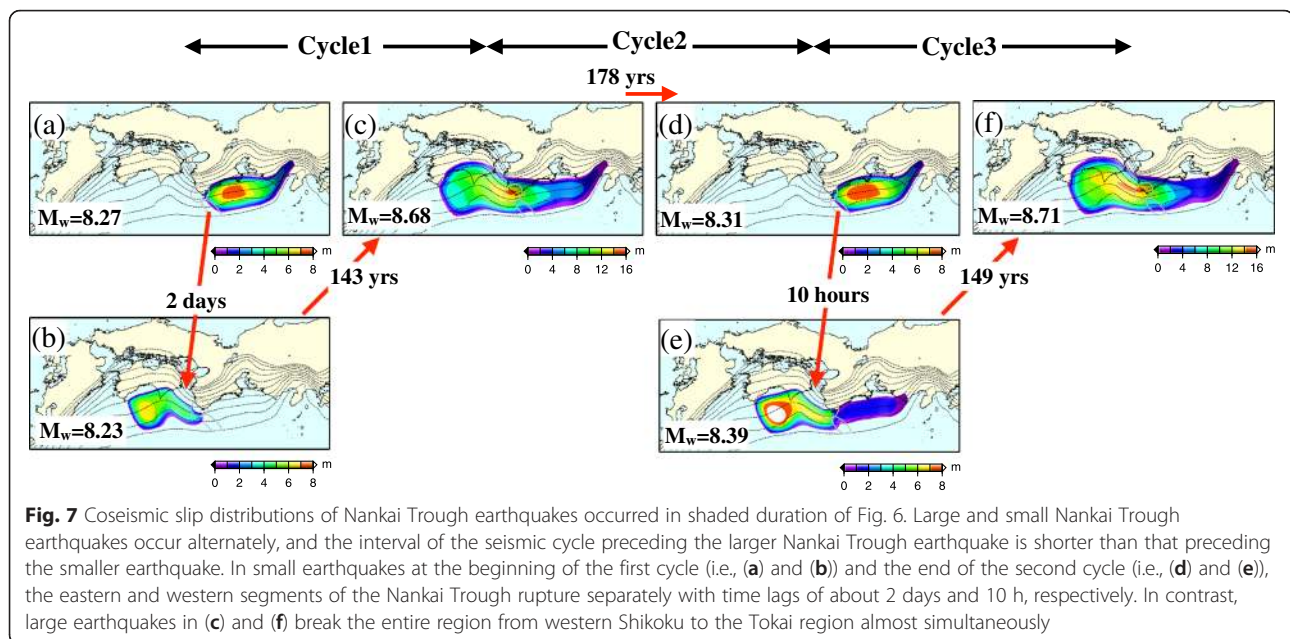 Cycle1 Cycle2 Cycle3
178 yrs
(a) (c) (d) (f)
Mw=8.27 Mw=8.68 Mw=8.31 Mw=8.71
0 2 4 6 8 m 0 4 8 12 16 m 0 2 4 6 8 m 0 4 8 12 16 m
2 days 143 yrs 10 hours 149 yrs
(b) (e)
Mw=8.23 Mw=8.39
0 2 4 6 8 m 0 2 4 6 8 m
Fig. 7 Coseismic slip distributions of Nankai Trough earthquakes occurred in shaded duration of Fig. 6. Large and small Nankai Trough
earthquakes occur alternately, and the interval of the seismic cycle preceding the larger Nankai Trough earthquake is shorter than that preceding
the smaller earthquake. In small earthquakes at the beginning of the first cycle (i.e., (a) and (b)) and the end of the second cycle (i.e., (d) and (e)),
the eastern and western segments of the Nankai Trough rupture separately with time lags of about 2 days and 10 h, respectively. In contrast,
large earthquakes in (c) and (f) break the entire region from western Shikoku to the Tokai region almost simultaneously